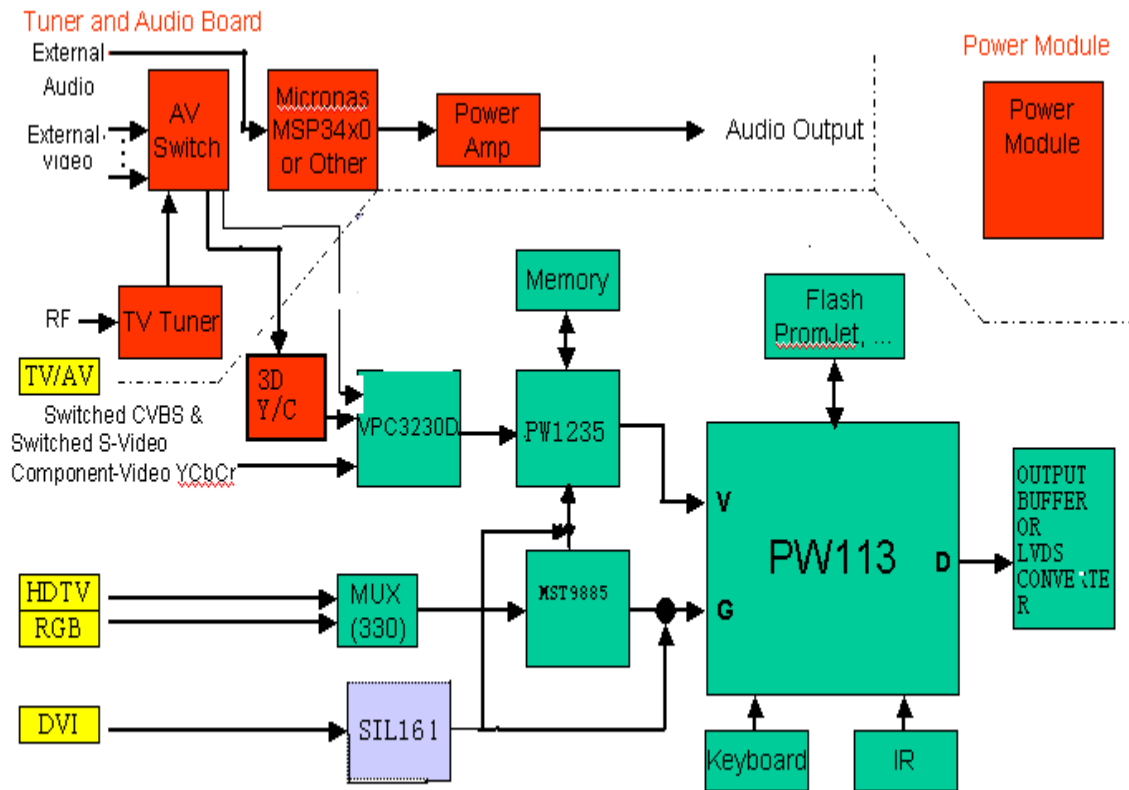 Tuner and Audio Board
External
Audio
External
Video
AV
Switch
Micronas
MSP34x0
or Other
Power
Amp
Audio Output
Power Module
Power
Module
RF
TV Tuner
TV/AV
Switched CVBS &
Switched S-Video
Component-Video YCbCr
3D
Y/C
VPC3230D
Memory
PW1235
Flash
PromJet, ...
V
PW113
D
G
OUTPUT
BUFFER
OR
LVDS
CONVERTE
R
HDTV
RGB
MUX
(330)
MST9885
DVI
SIL161
Keyboard
IR